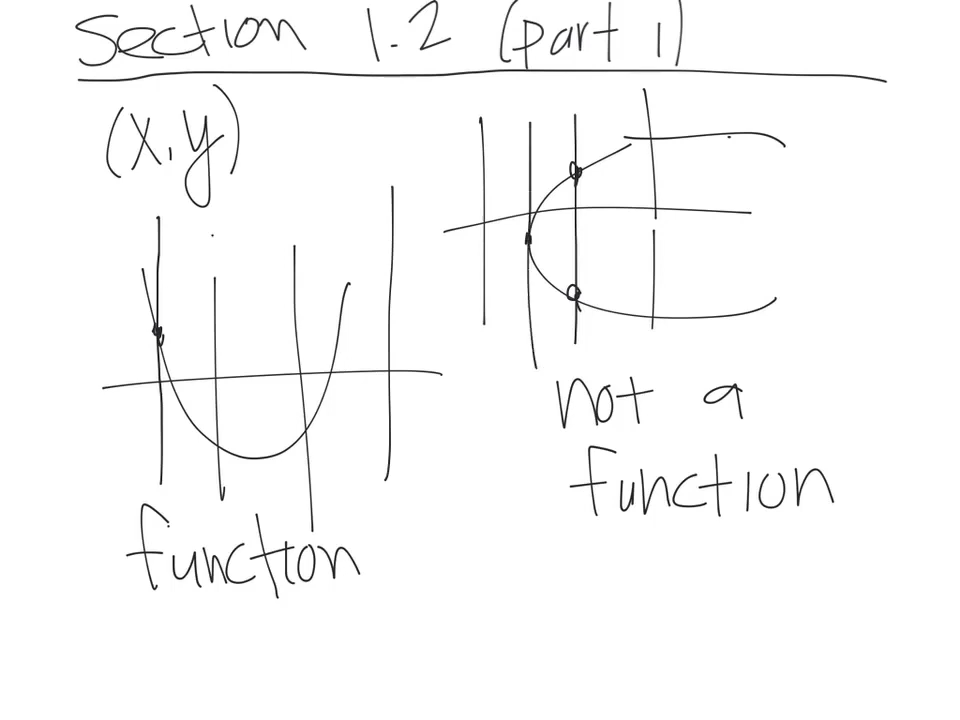 Section 1.2 (part 1)
(x,y)
function
not a
function